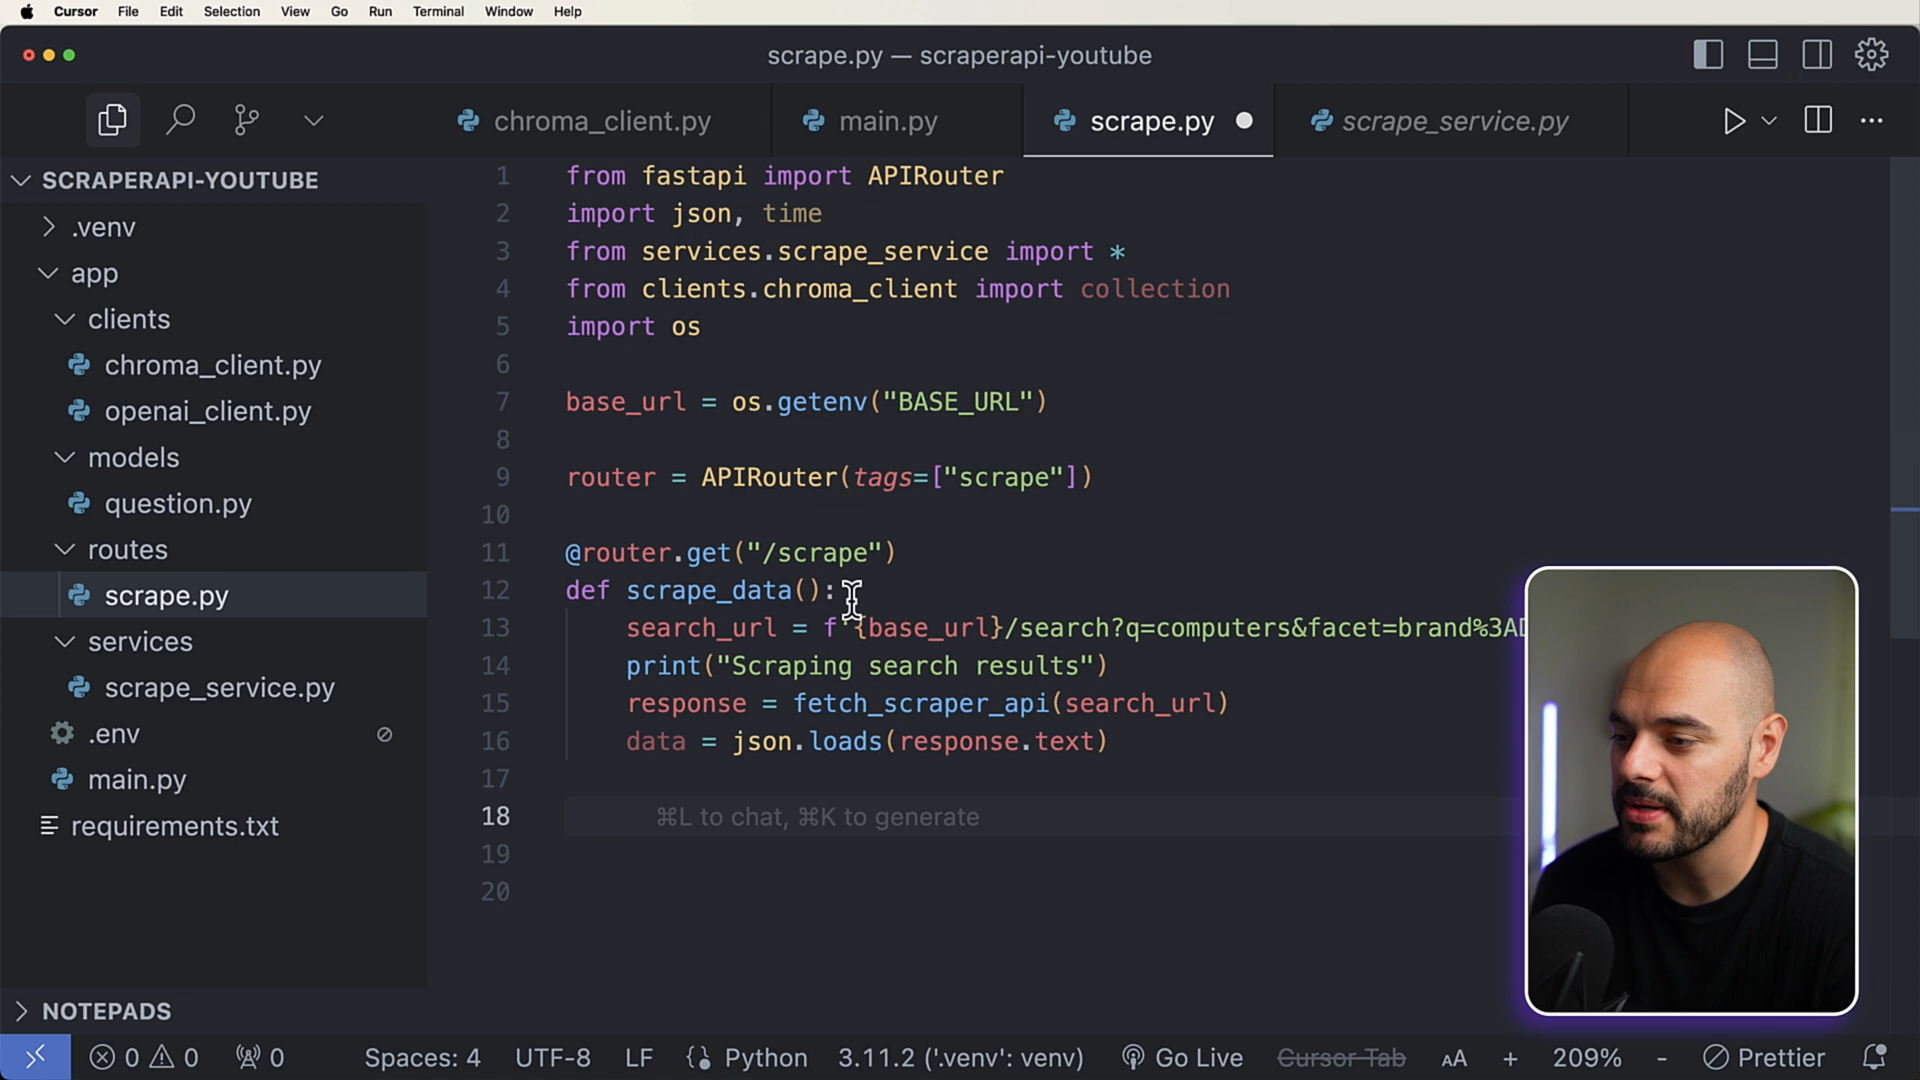 Cursor File Edit Selection View Go Run Terminal Window Help
scrape.py — scraperapi-youtube
chroma_client.py main.py scrape.py scrape_service.py
SCRAPERAPI-YOUTUBE
.venv
app
clients
chroma_client.py
openai_client.py
models
question.py
routes
scrape.py
services
scrape_service.py
.env
main.py
requirements.txt
NOTEPADS
1 from fastapi import APIRouter
2 import json, time
3 from services.scrape_service import *
4 from clients.chroma_client import collection
5 import os
6
7 base_url = os.getenv("BASE_URL")
8
9 router = APIRouter(tags=["scrape"])
10
11 @router.get("/scrape")
12 def scrape_data():
13 search_url = f'{base_url}/search?q=computers&facet=brand%3A
14 print("Scraping search results")
15 response = fetch_scraper_api(search_url)
16 data = json.loads(response.text)
17
18 ⌘L to chat, ⌘K to generate
19
20
0 0 0 Spaces: 4 UTF-8 LF Python 3.11.2 ('.venv': venv) Go Live Cursor Tab AA + 209% - Prettier